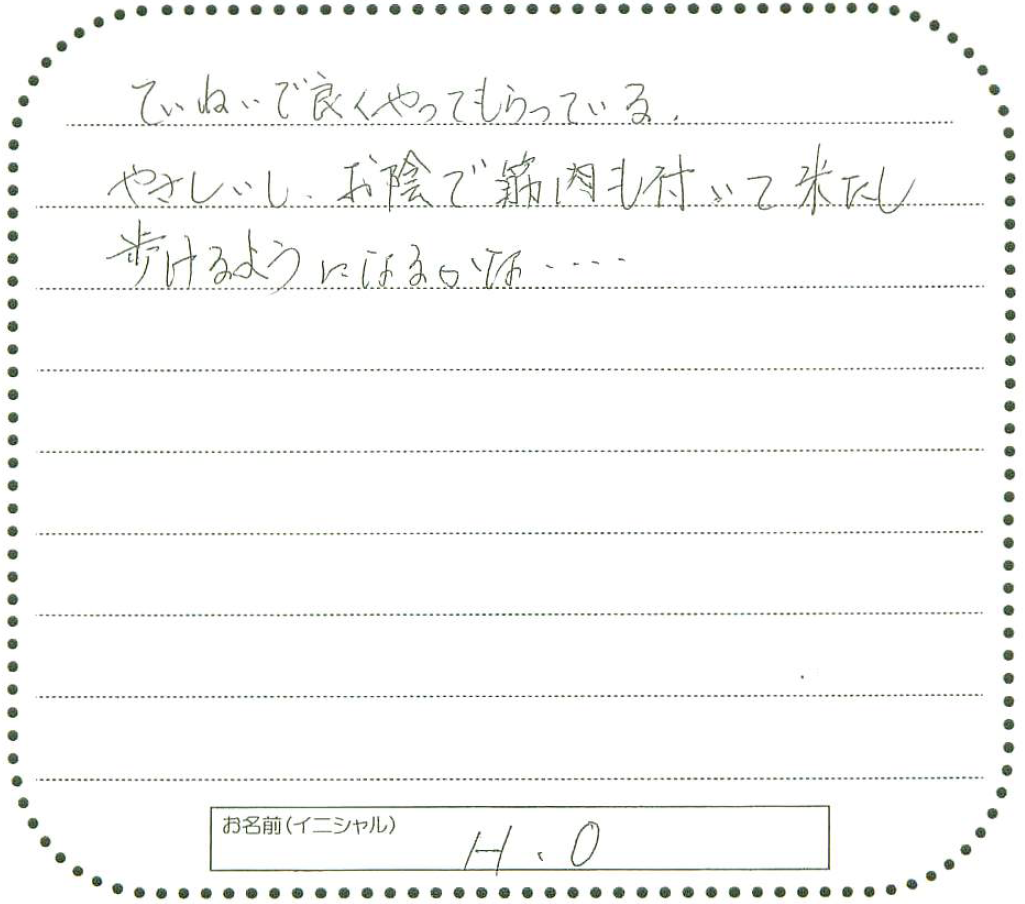 ていねいで良くやってもらっている。
やさしいし、お陰で筋肉も付いて来たし
歩けるようになるかな・・・・
お名前(イニシャル)
H.O